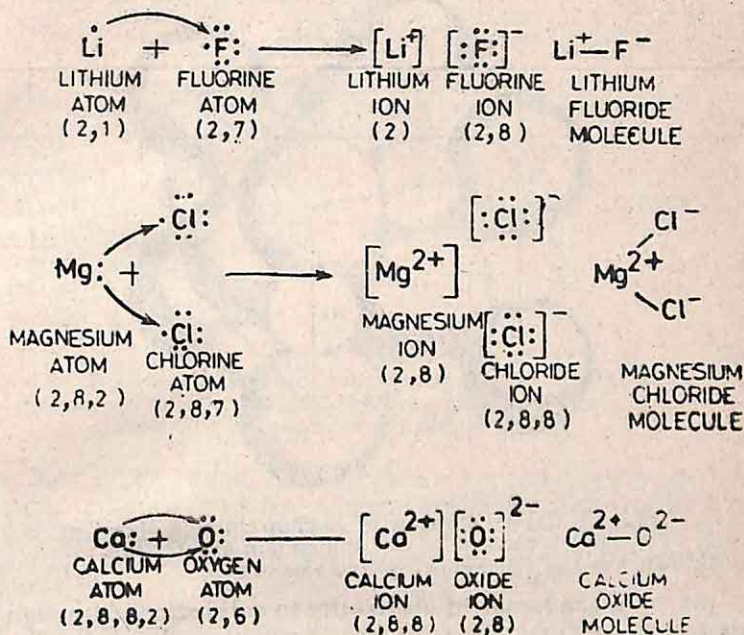 Li + ·F: → [Li⁺] [:F:]⁻ Li⁺—F⁻
LITHIUM FLUORINE LITHIUM FLUORINE LITHIUM
ATOM ATOM ION ION FLUORIDE
(2,1) (2,7) (2) (2,8) MOLECULE
·Cl: [:Cl:]⁻ Cl⁻
Mg: + → [Mg²⁺] Mg²⁺
·Cl: [:Cl:]⁻ Cl⁻
MAGNESIUM CHLORINE MAGNESIUM CHLORIDE MAGNESIUM
ATOM ATOM ION ION CHLORIDE
(2,8,2) (2,8,7) (2,8) (2,8,8) MOLECULE
Ca: + O: — [Ca²⁺] [:O:]²⁻ Ca²⁺—O²⁻
CALCIUM OXYGEN CALCIUM OXIDE CALCIUM
ATOM ATOM ION ION OXIDE
(2,8,8,2) (2,6) (2,8,8) (2,8) MOLECULE